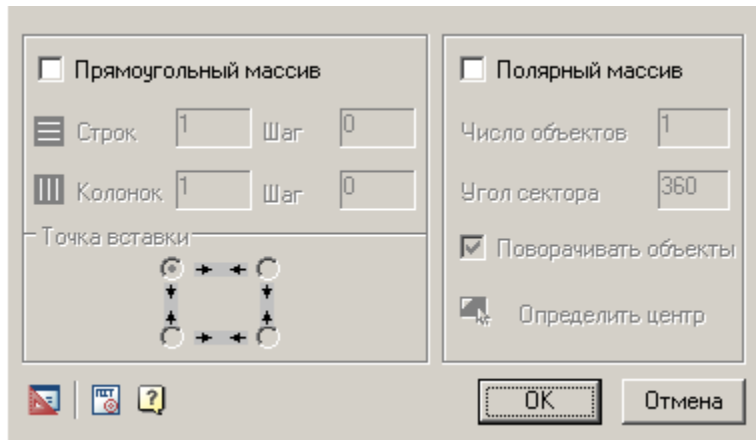 Прямоугольный массив
Строк 1 Шаг 0
Колонок 1 Шаг 0
Точка вставки
Полярный массив
Число объектов 1
Угол сектора 360
Поворачивать объекты
Определить центр
ГОСТ
?
OK
Отмена